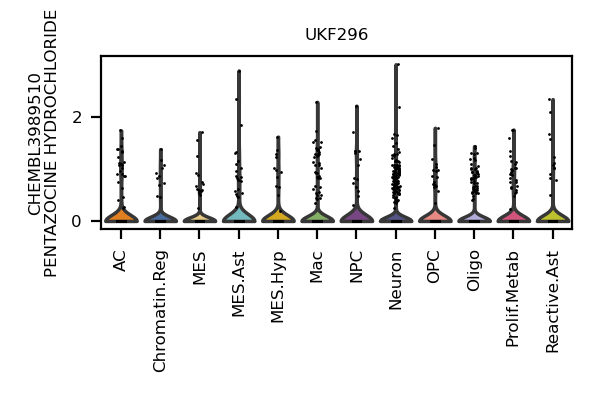 UKF296
CHEMBL3989510
PENTAZOCINE HYDROCHLORIDE
2
0
AC
Chromatin.Reg
MES
MES.Ast
MES.Hyp
Mac
NPC
Neuron
OPC
Oligo
Prolif.Metab
Reactive.Ast